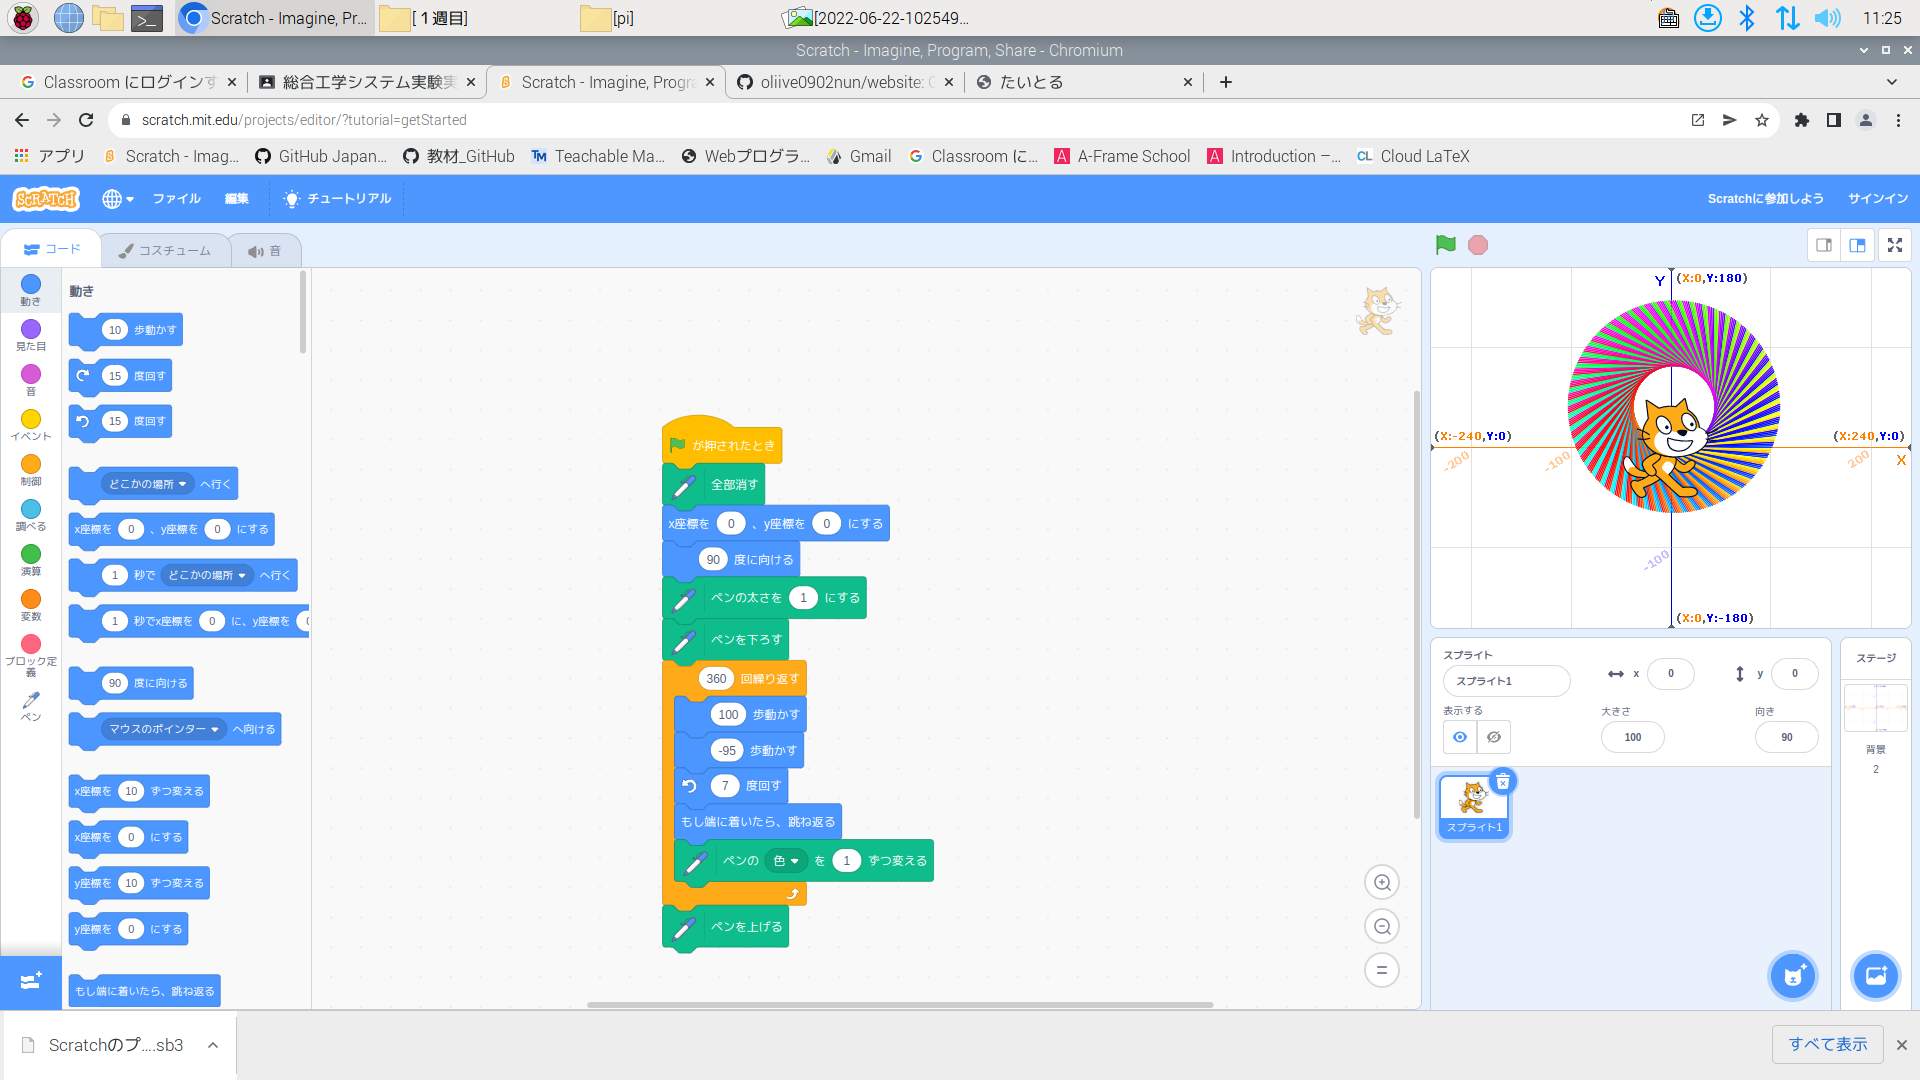 Scratch - Imagine, Pr...
[１週目]
[pi]
[2022-06-22-102549...
11:25
Scratch - Imagine, Program, Share - Chromium
Classroom にログインす
総合工学システム実験実
Scratch - Imagine, Progra
oliive0902nun/website: C
たいとる
scratch.mit.edu/projects/editor/?tutorial=getStarted
アプリ
Scratch - Imag...
GitHub Japan...
教材_GitHub
Teachable Ma...
Webプログラ...
Gmail
Classroom に...
A-Frame School
Introduction –...
Cloud LaTeX
SCRATCH
ファイル
編集
チュートリアル
Scratchに参加しよう
サインイン
コード
コスチューム
音
動き
見た目
音
イベント
制御
調べる
演算
変数
ブロック定義
ペン
動き
10 歩動かす
15 度回す
15 度回す
どこかの場所 へ行く
x座標を 0 、y座標を 0 にする
1 秒で どこかの場所 へ行く
1 秒でx座標を 0 に、y座標を
90 度に向ける
マウスのポインター へ向ける
x座標を 10 ずつ変える
x座標を 0 にする
y座標を 10 ずつ変える
y座標を 0 にする
もし端に着いたら、跳ね返る
が押されたとき
全部消す
x座標を 0 、y座標を 0 にする
90 度に向ける
ペンの太さを 1 にする
ペンを下ろす
360 回繰り返す
100 歩動かす
-95 歩動かす
7 度回す
もし端に着いたら、跳ね返る
ペンの 色 を 1 ずつ変える
ペンを上げる
Y
(X:0,Y:180)
(X:-240,Y:0)
(X:240,Y:0)
-200
-100
200
X
-100
(X:0,Y:-180)
スプライト
スプライト1
x 0
y 0
表示する
大きさ
100
向き
90
スプライト1
ステージ
背景
2
Scratchのプ....sb3
すべて表示